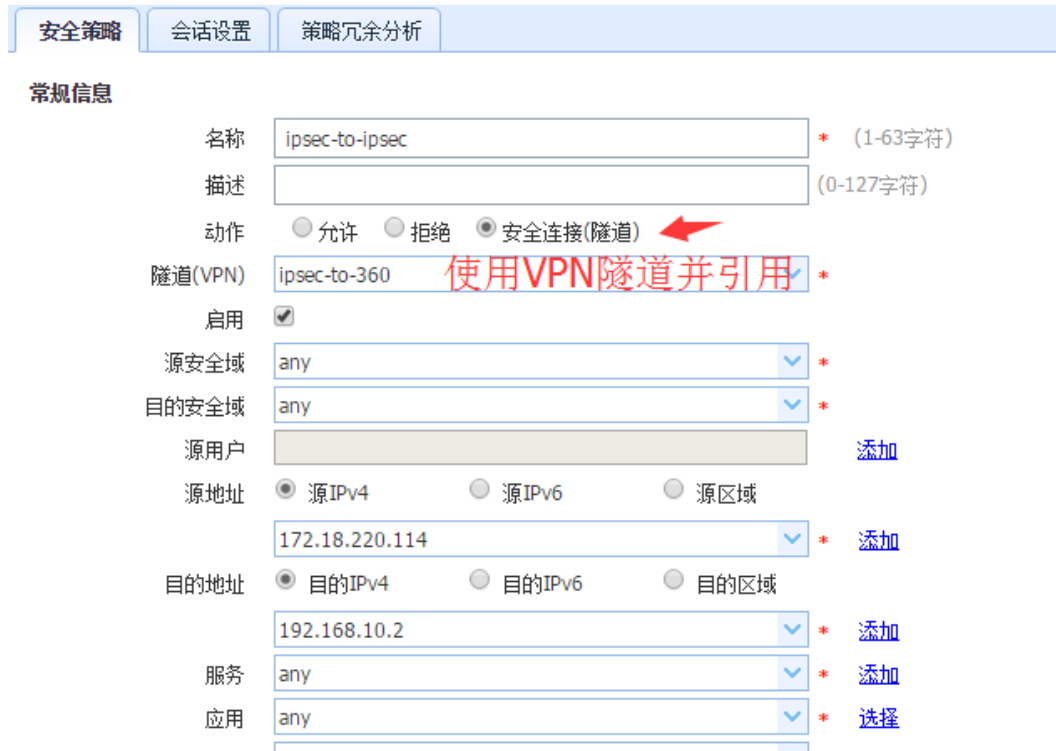 安全策略 会话设置 策略冗余分析
常规信息
名称 ipsec-to-ipsec * (1-63字符)
描述 (0-127字符)
动作 允许 拒绝 安全连接(隧道)
隧道(VPN) ipsec-to-360 使用VPN隧道并引用 *
启用
源安全域 any *
目的安全域 any *
源用户 添加
源地址 源IPv4 源IPv6 源区域
172.18.220.114 * 添加
目的地址 目的IPv4 目的IPv6 目的区域
192.168.10.2 * 添加
服务 any * 添加
应用 any * 选择